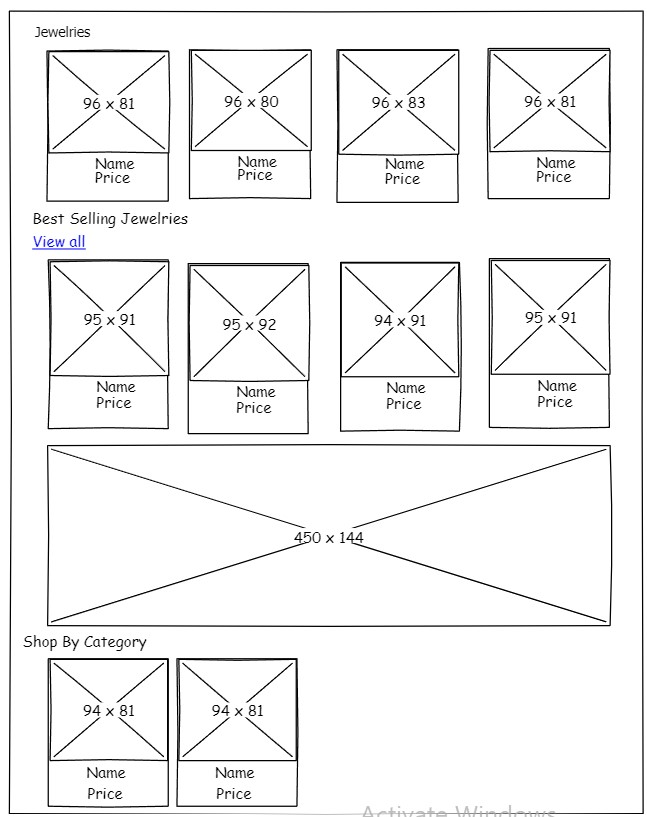 Jewelries
96 x 81
96 x 80
96 x 83
96 x 81
Name
Price
Name
Price
Name
Price
Name
Price
Best Selling Jewelries
View all
95 x 91
95 x 92
94 x 91
95 x 91
Name
Price
Name
Price
Name
Price
Name
Price
450 x 144
Shop By Category
94 x 81
94 x 81
Name
Price
Name
Price
Activate Windows